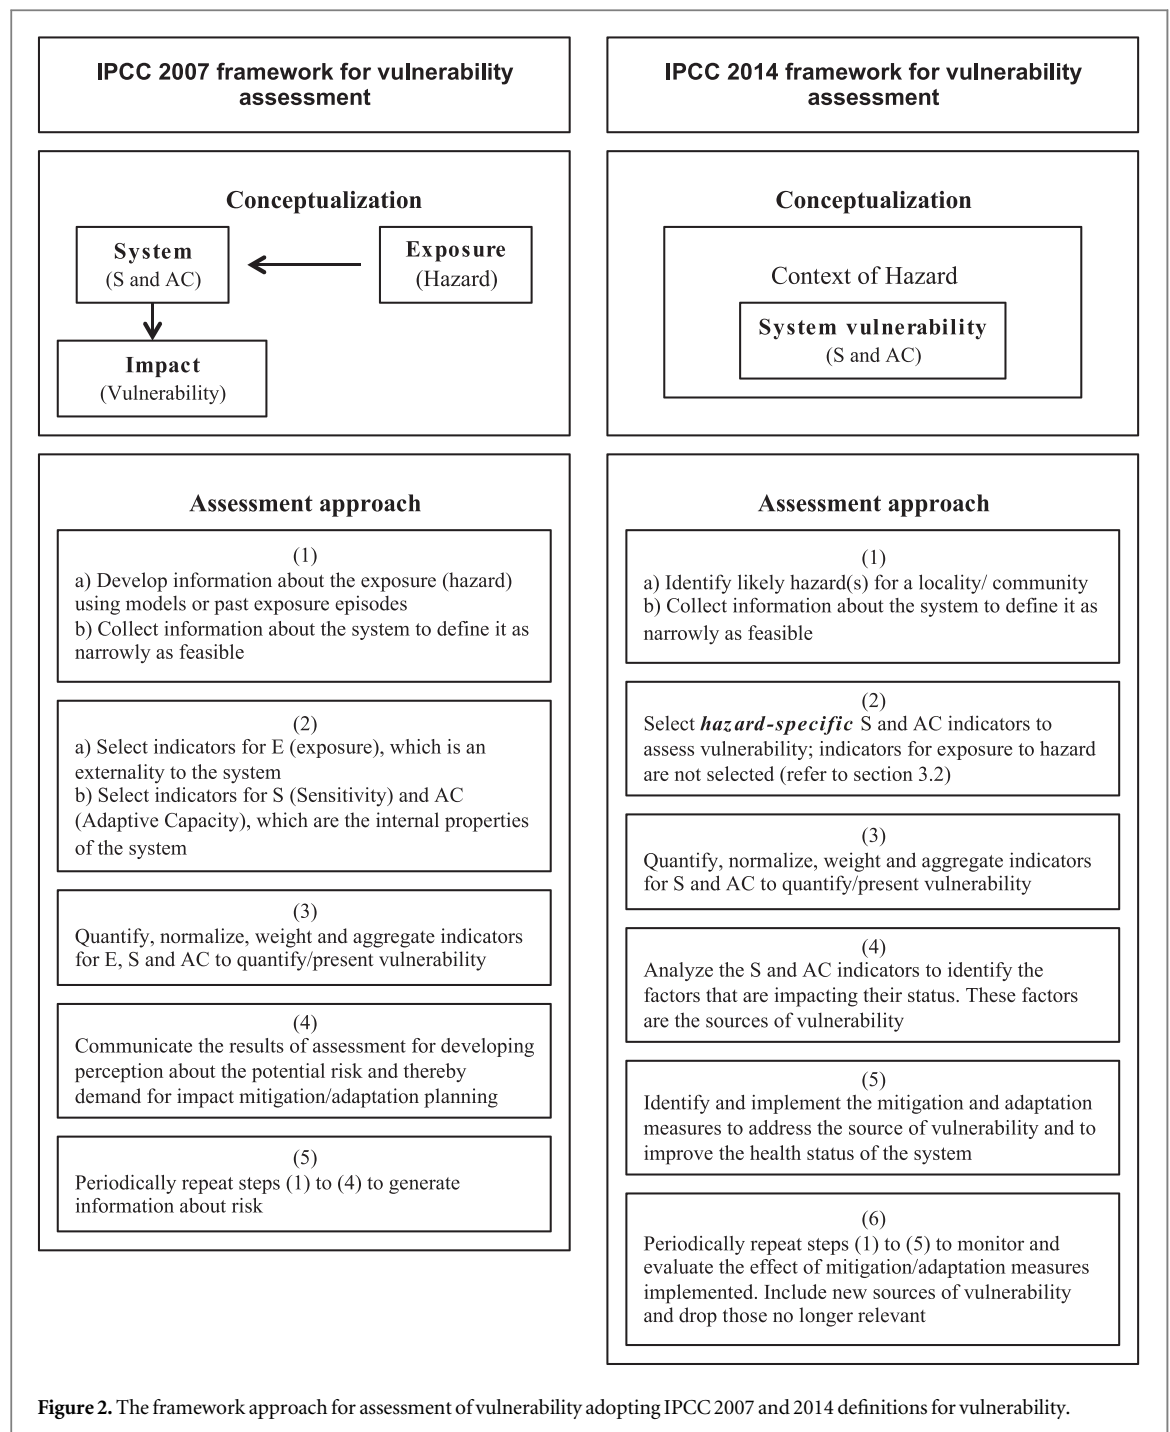 IPCC 2007 framework for vulnerability
assessment
Conceptualization
System
(S and AC)
Exposure
(Hazard)
Impact
(Vulnerability)
Assessment approach
(1)
a) Develop information about the exposure (hazard)
using models or past exposure episodes
b) Collect information about the system to define it as
narrowly as feasible
(2)
a) Select indicators for E (exposure), which is an
externality to the system
b) Select indicators for S (Sensitivity) and AC
(Adaptive Capacity), which are the internal properties
of the system
(3)
Quantify, normalize, weight and aggregate indicators
for E, S and AC to quantify/present vulnerability
(4)
Communicate the results of assessment for developing
perception about the potential risk and thereby
demand for impact mitigation/adaptation planning
(5)
Periodically repeat steps (1) to (4) to generate
information about risk
IPCC 2014 framework for vulnerability
assessment
Conceptualization
Context of Hazard
System vulnerability
(S and AC)
Assessment approach
(1)
a) Identify likely hazard(s) for a locality/ community
b) Collect information about the system to define it as
narrowly as feasible
(2)
Select hazard-specific S and AC indicators to
assess vulnerability; indicators for exposure to hazard
are not selected (refer to section 3.2)
(3)
Quantify, normalize, weight and aggregate indicators
for S and AC to quantify/present vulnerability
(4)
Analyze the S and AC indicators to identify the
factors that are impacting their status. These factors
are the sources of vulnerability
(5)
Identify and implement the mitigation and adaptation
measures to address the source of vulnerability and to
improve the health status of the system
(6)
Periodically repeat steps (1) to (5) to monitor and
evaluate the effect of mitigation/adaptation measures
implemented. Include new sources of vulnerability
and drop those no longer relevant
Figure 2. The framework approach for assessment of vulnerability adopting IPCC 2007 and 2014 definitions for vulnerability.